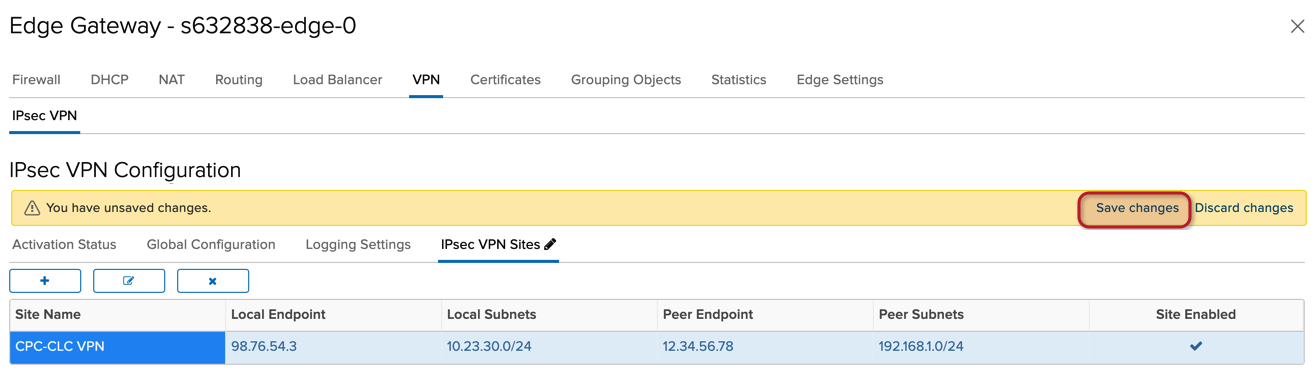 Edge Gateway - s632838-edge-0
Firewall DHCP NAT Routing Load Balancer VPN Certificates Grouping Objects Statistics Edge Settings
IPsec VPN
IPsec VPN Configuration
You have unsaved changes. Save changes Discard changes
Activation Status Global Configuration Logging Settings IPsec VPN Sites
Site Name Local Endpoint Local Subnets Peer Endpoint Peer Subnets Site Enabled
CPC-CLC VPN 98.76.54.3 10.23.30.0/24 12.34.56.78 192.168.1.0/24